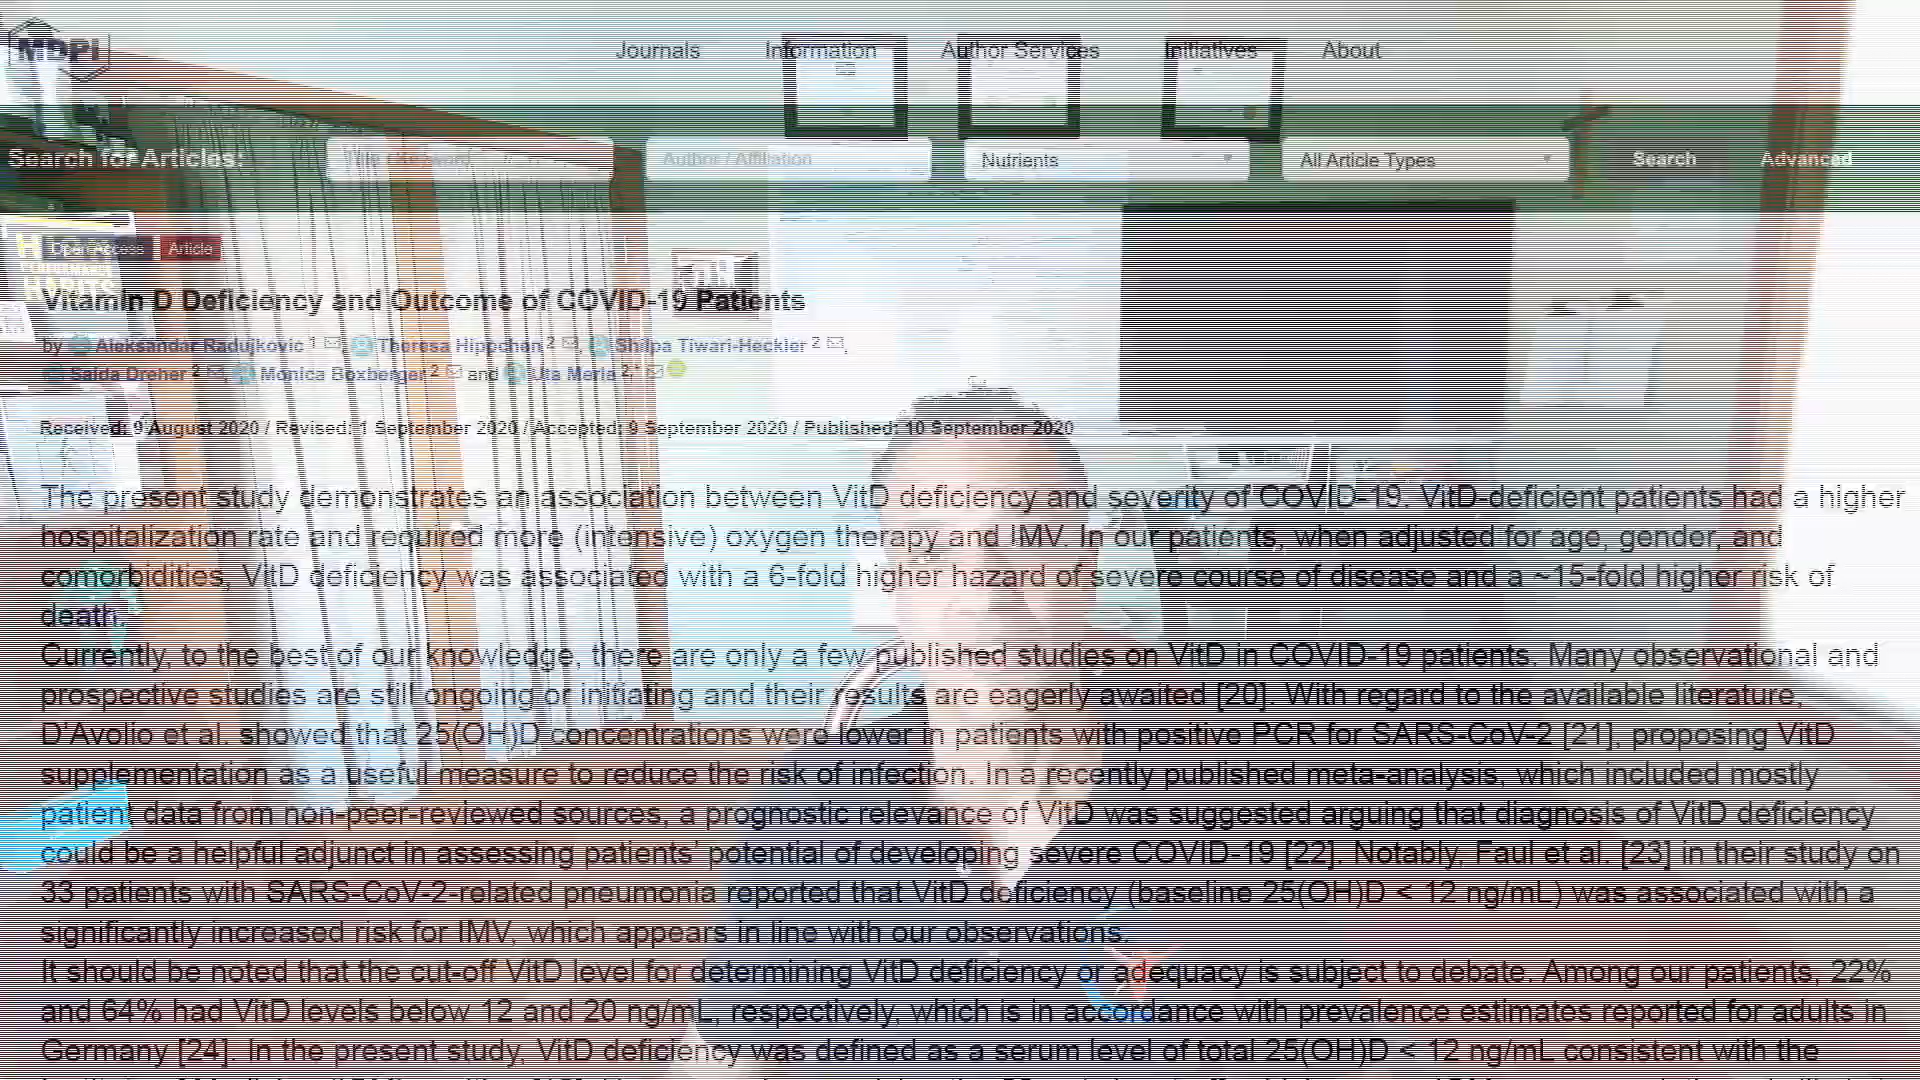 MDPI
Journals Information Author Services Initiatives About
Search for Articles: Title / Keyword Author / Affiliation Nutrients All Article Types Search Advanced
Open Access Article
H
PERFORMANCE
HABITS
Vitamin D Deficiency and Outcome of COVID-19 Patients
by Aleksandar Radujkovic 1, Theresa Hippchen 2, Shilpa Tiwari-Heckler 2,
Saida Dreher 2, Monica Boxberger 2 and Uta Merle 2,*
Received: 9 August 2020 / Revised: 1 September 2020 / Accepted: 9 September 2020 / Published: 10 September 2020
The present study demonstrates an association between VitD deficiency and severity of COVID-19. VitD-deficient patients had a higher
hospitalization rate and required more (intensive) oxygen therapy and IMV. In our patients, when adjusted for age, gender, and
comorbidities, VitD deficiency was associated with a 6-fold higher hazard of severe course of disease and a ~15-fold higher risk of
death.
Currently, to the best of our knowledge, there are only a few published studies on VitD in COVID-19 patients. Many observational and
prospective studies are still ongoing or initiating and their results are eagerly awaited [20]. With regard to the available literature,
D'Avolio et al. showed that 25(OH)D concentrations were lower in patients with positive PCR for SARS-CoV-2 [21], proposing VitD
supplementation as a useful measure to reduce the risk of infection. In a recently published meta-analysis, which included mostly
patient data from non-peer-reviewed sources, a prognostic relevance of VitD was suggested arguing that diagnosis of VitD deficiency
could be a helpful adjunct in assessing patients' potential of developing severe COVID-19 [22]. Notably, Faul et al. [23] in their study on
33 patients with SARS-CoV-2-related pneumonia reported that VitD deficiency (baseline 25(OH)D < 12 ng/mL) was associated with a
significantly increased risk for IMV, which appears in line with our observations.
It should be noted that the cut-off VitD level for determining VitD deficiency or adequacy is subject to debate. Among our patients, 22%
and 64% had VitD levels below 12 and 20 ng/mL, respectively, which is in accordance with prevalence estimates reported for adults in
Germany [24]. In the present study, VitD deficiency was defined as a serum level of total 25(OH)D < 12 ng/mL consistent with the